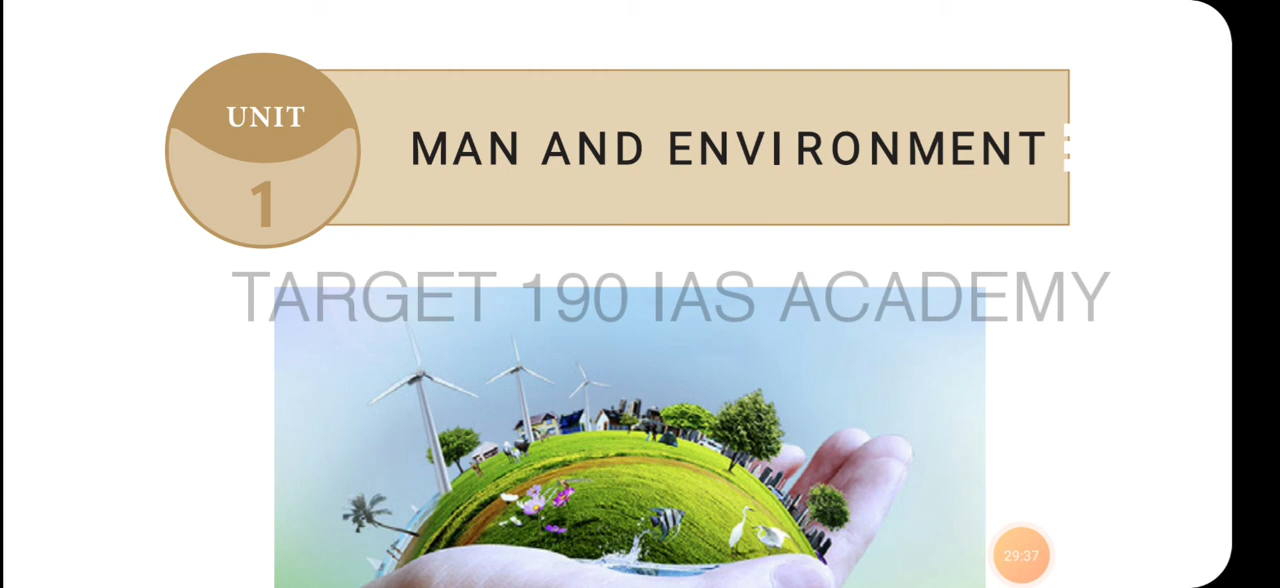 UNIT
1
MAN AND ENVIRONMENT
TARGET 190 IAS ACADEMY
29:37